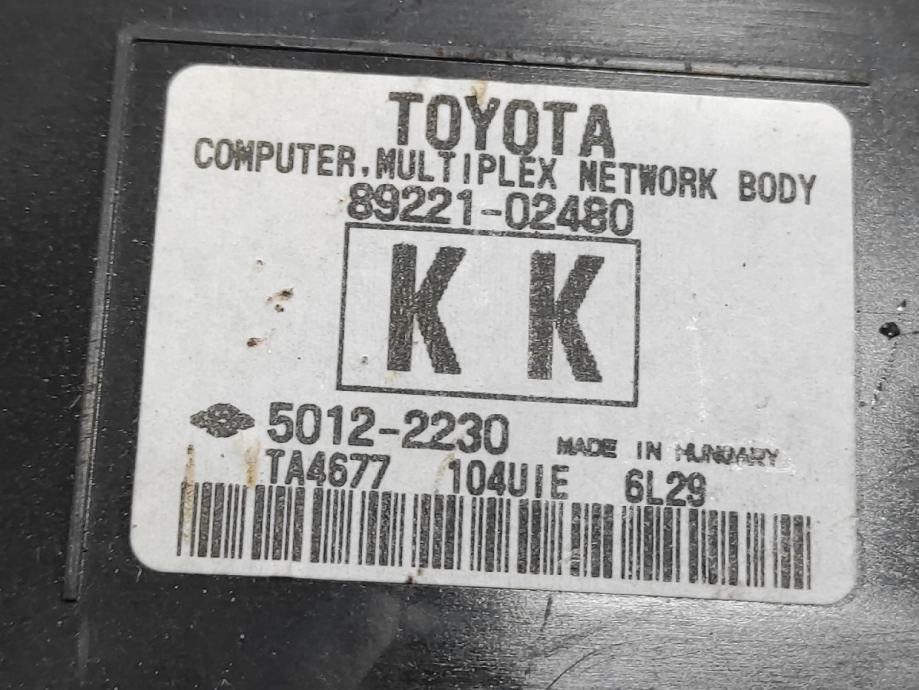 TOYOTA
COMPUTER, MULTIPLEX NETWORK BODY
89221-02480
K K
5012-2230 MADE IN HUNGARY
TA4677 104UIE 6L29